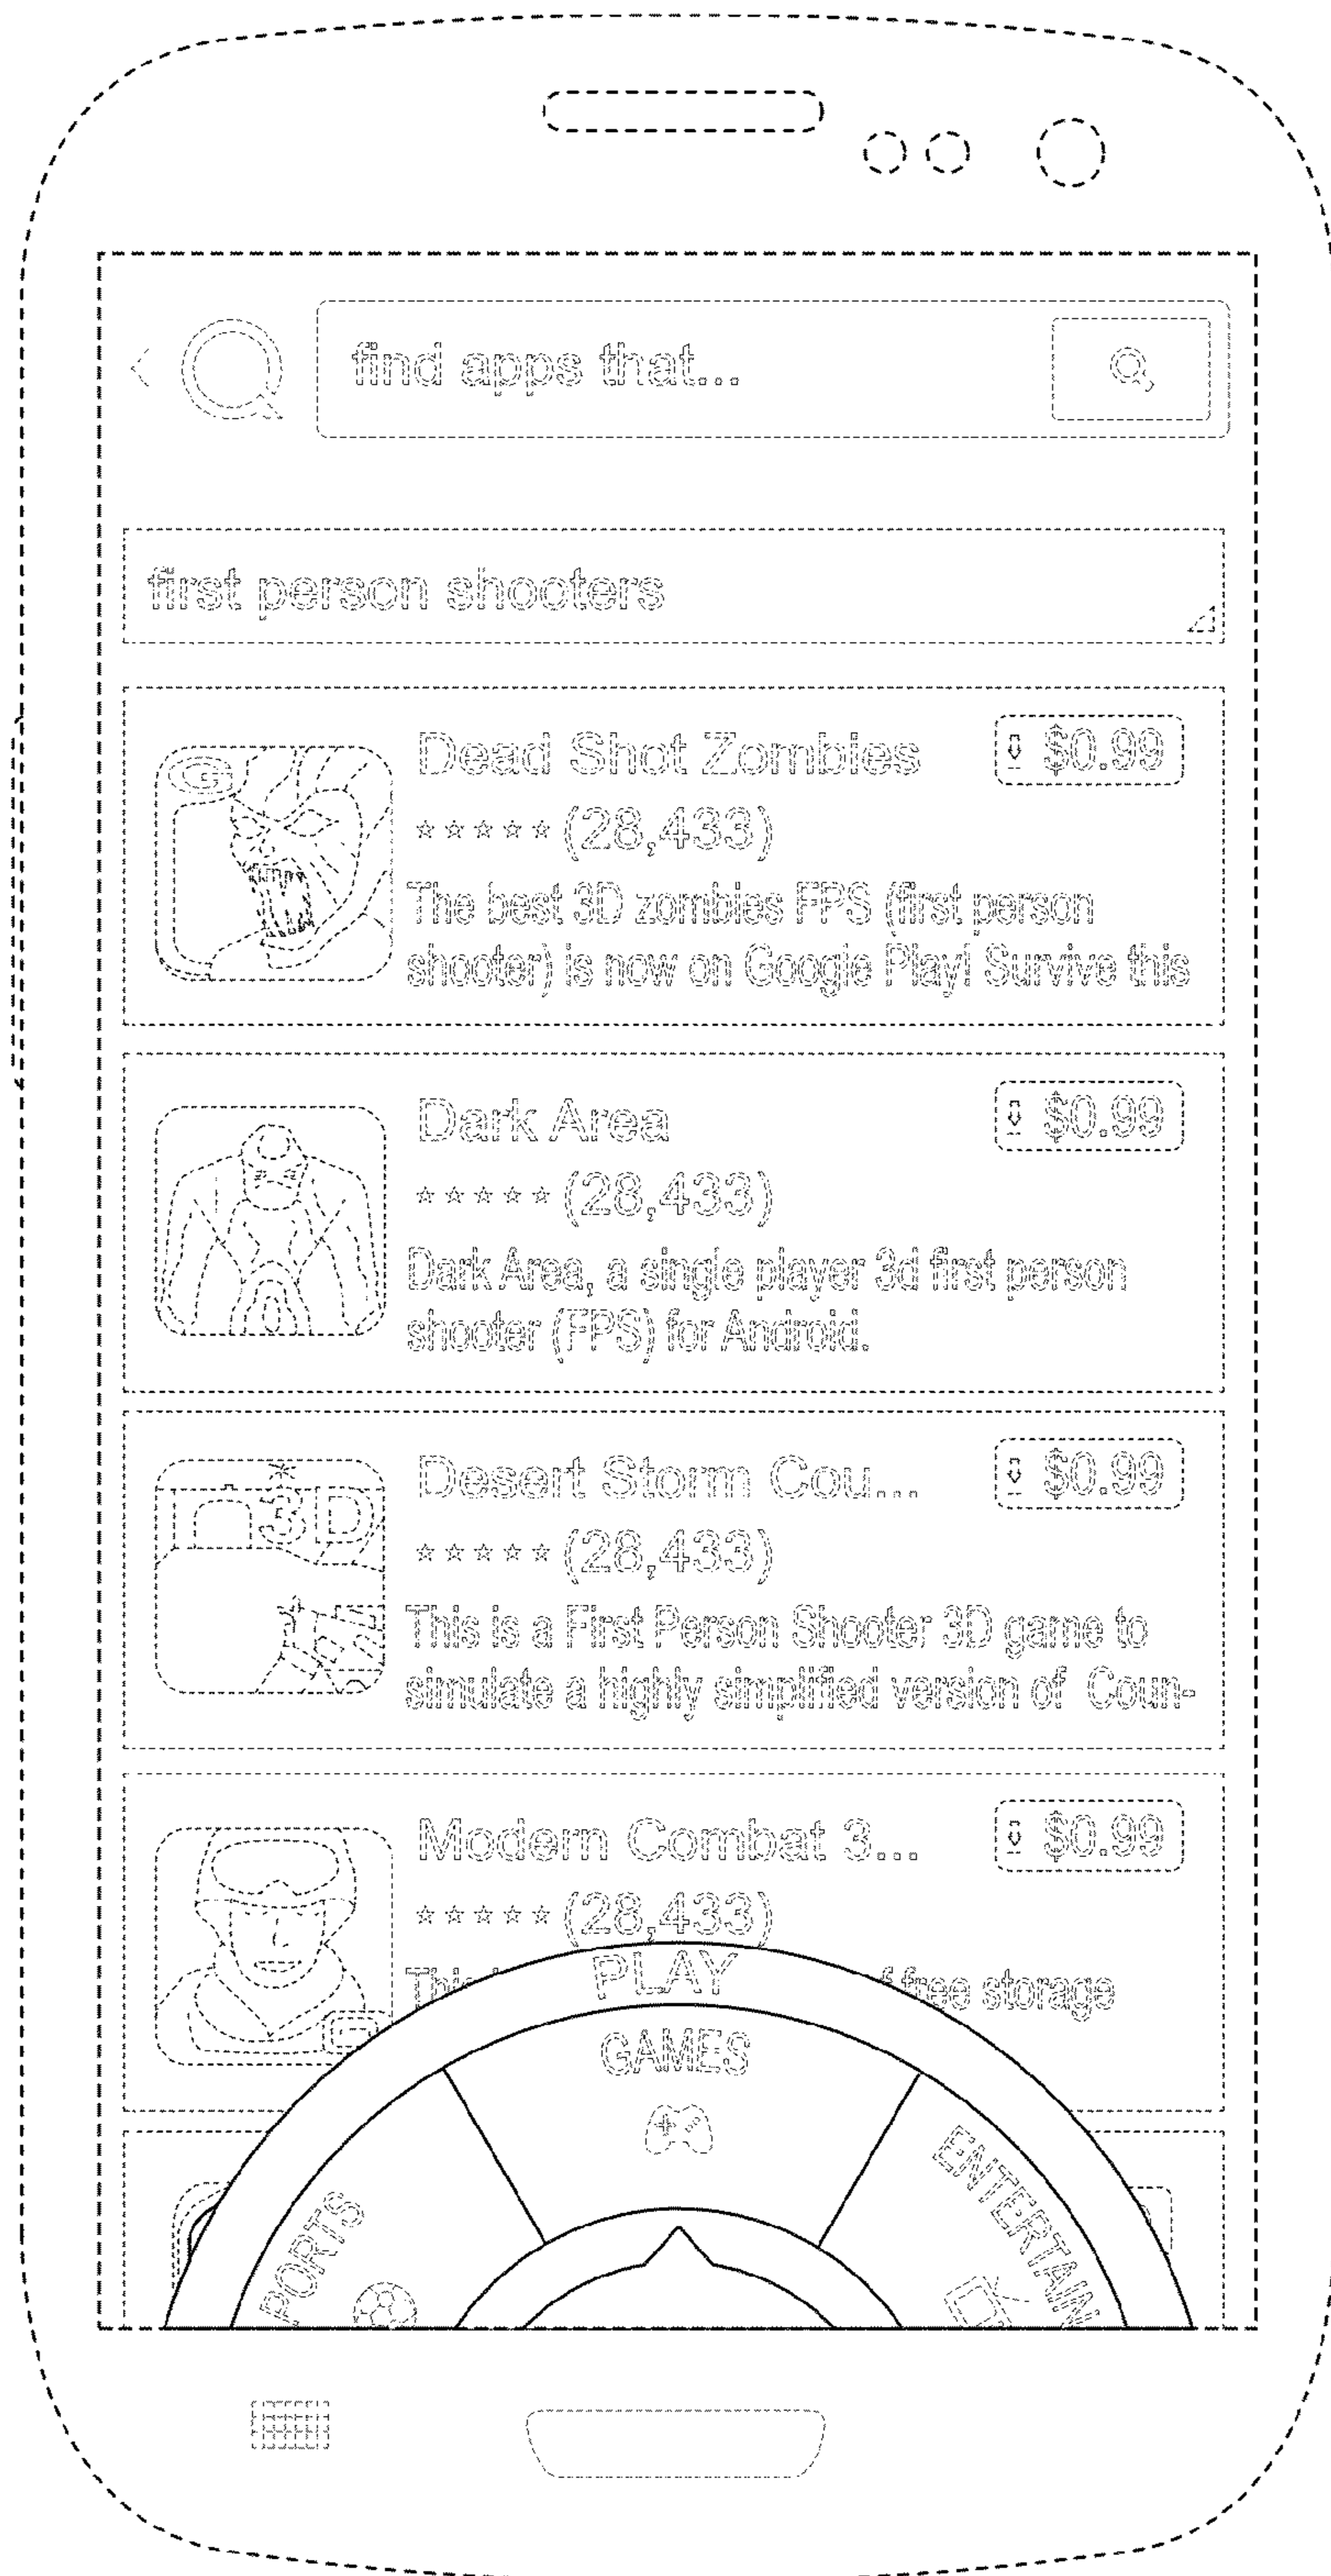 find apps that...
first person shooters
Dead Shot Zombies
$0.99
(28,433)
The best 3D zombies FPS (first person
shooter) is now on Google Play! Survive this
Dark Area
$0.99
(28,433)
Dark Area, a single player 3d first person
shooter (FPS) for Android.
3D
Desert Storm Cou...
$0.99
(28,433)
This is a First Person Shooter 3D game to
simulate a highly simplified version of Coun-
Modern Combat 3...
$0.99
(28,433)
This free storage
PLAY
GAMES
PORTS
ENTERTAIN